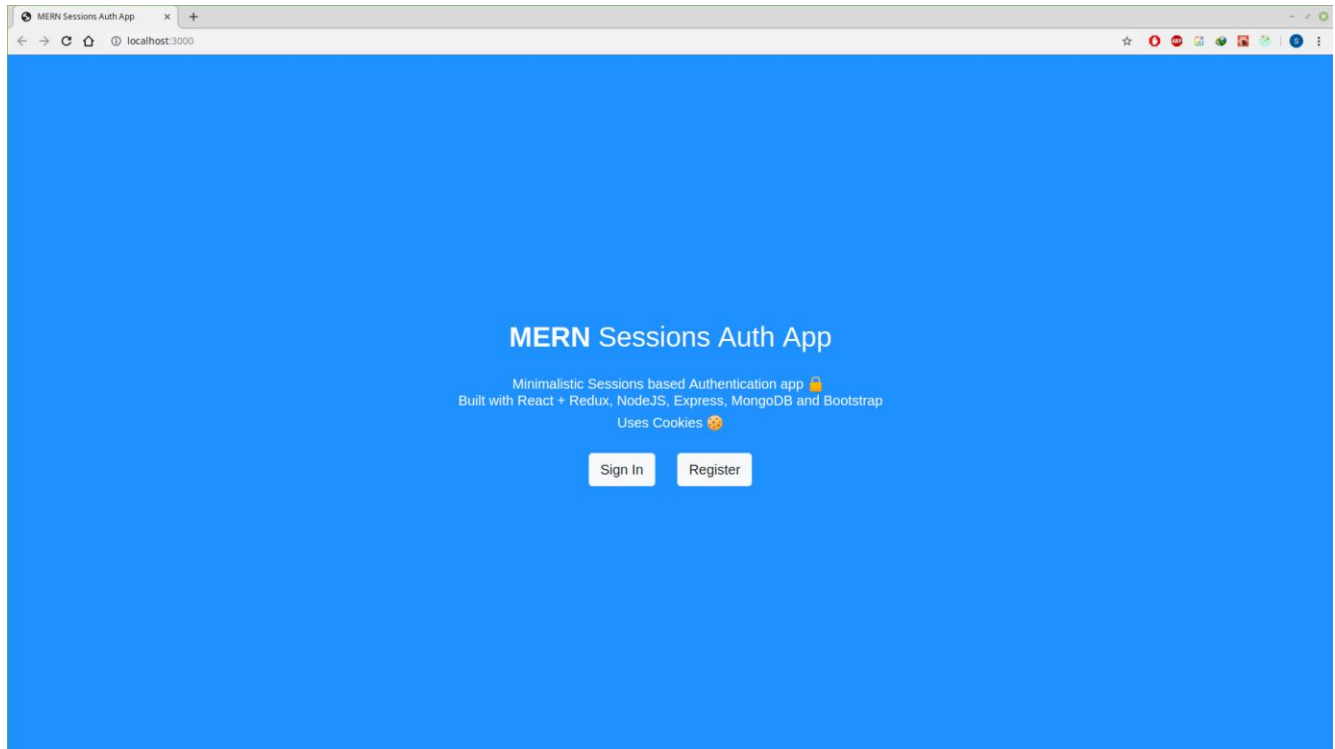 MERN Sessions Auth App
localhost:3000
MERN Sessions Auth App
Minimalistic Sessions based Authentication app 🔒
Built with React + Redux, NodeJS, Express, MongoDB and Bootstrap
Uses Cookies 🍪
Sign In Register